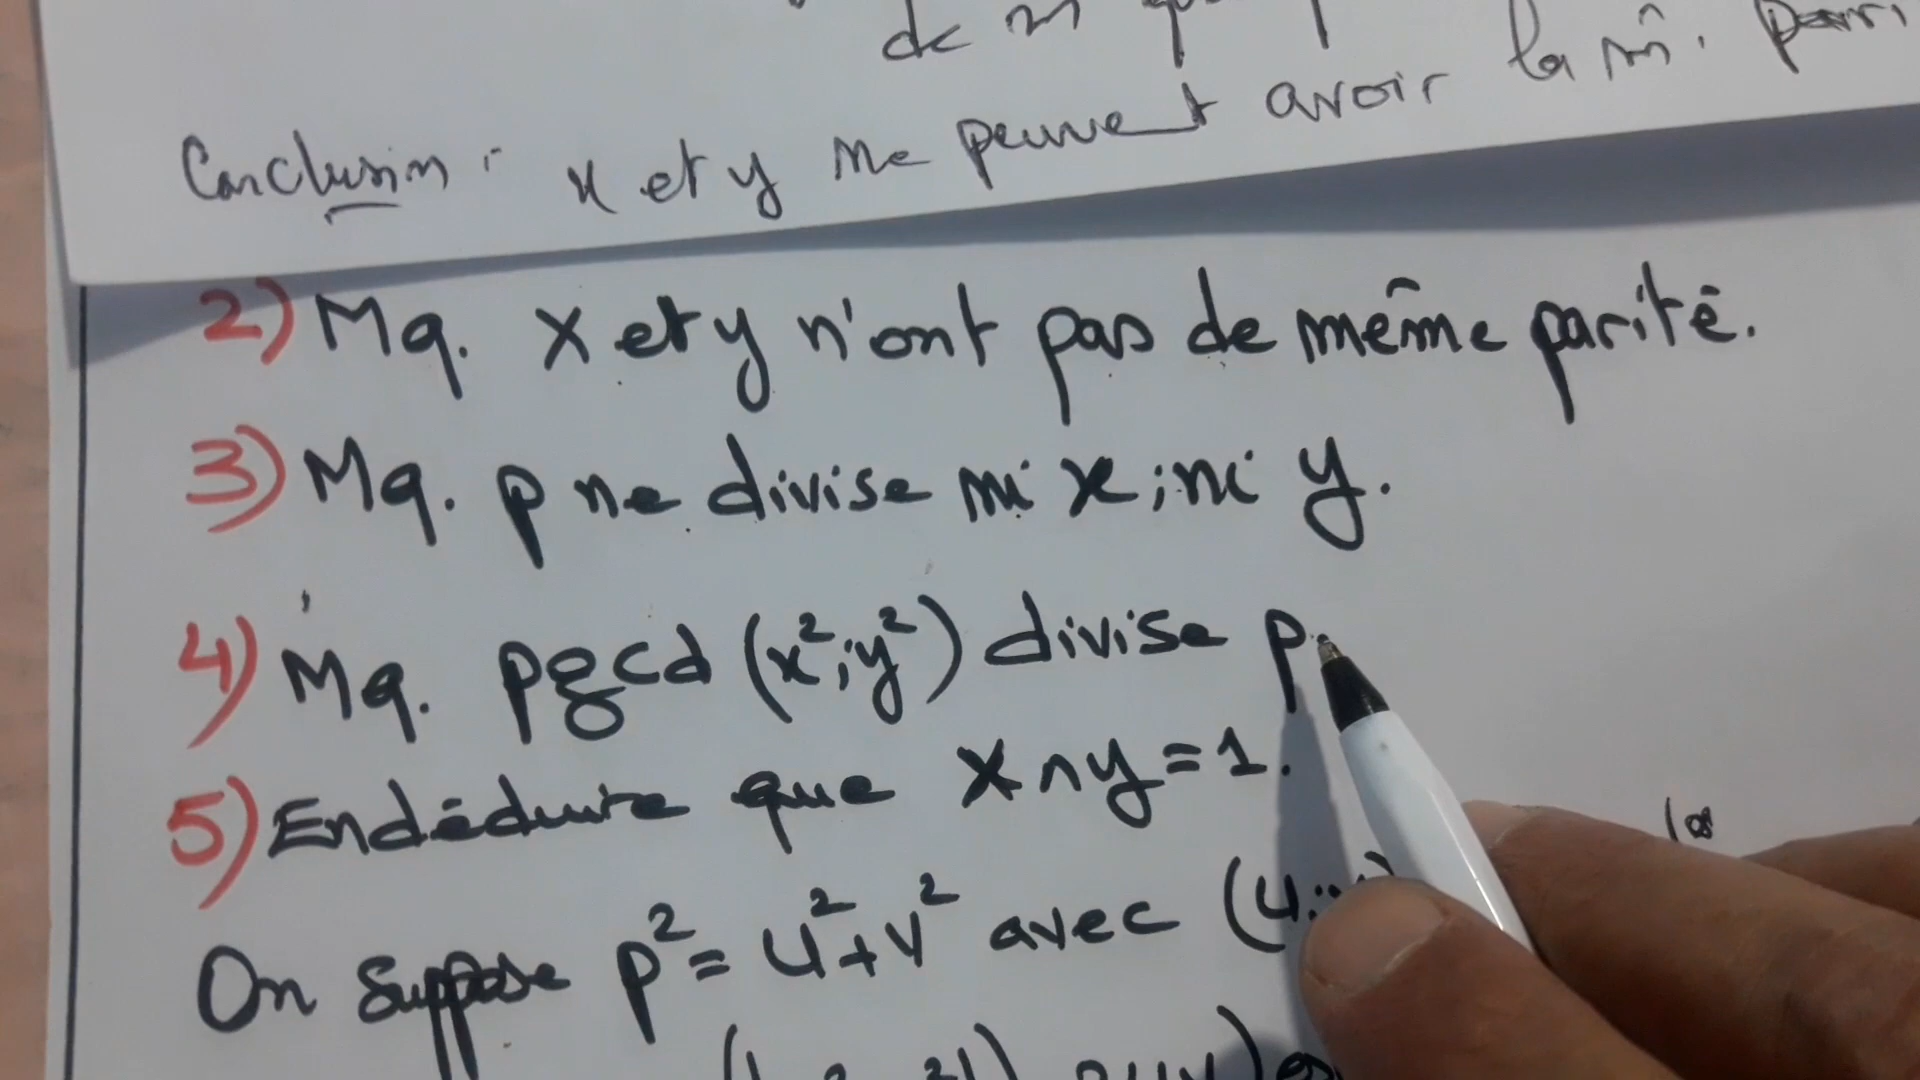 de
Conclusion : x et y ne peuvent avoir la m̂.
2) Mq. x et y n'ont pas de même parité.
3) Mq. p ne divise ni x ; ni y.
4) Mq. pgcd (x²;y²) divise p
5) En déduire que x ∧ y = 1.
On suppose p² = u²+v² avec (u;